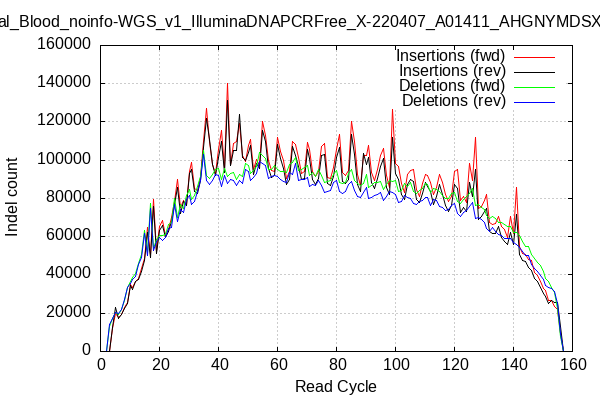 al_Blood_noinfo-WGS_v1_IlluminaDNAPCRFree_X-220407_A01411_AHGNYMDSX
160000
140000
120000
100000
80000
60000
40000
20000
0
Indel count
Insertions (fwd)
Insertions (rev)
Deletions (fwd)
Deletions (rev)
0 20 40 60 80 100 120 140 160
Read Cycle